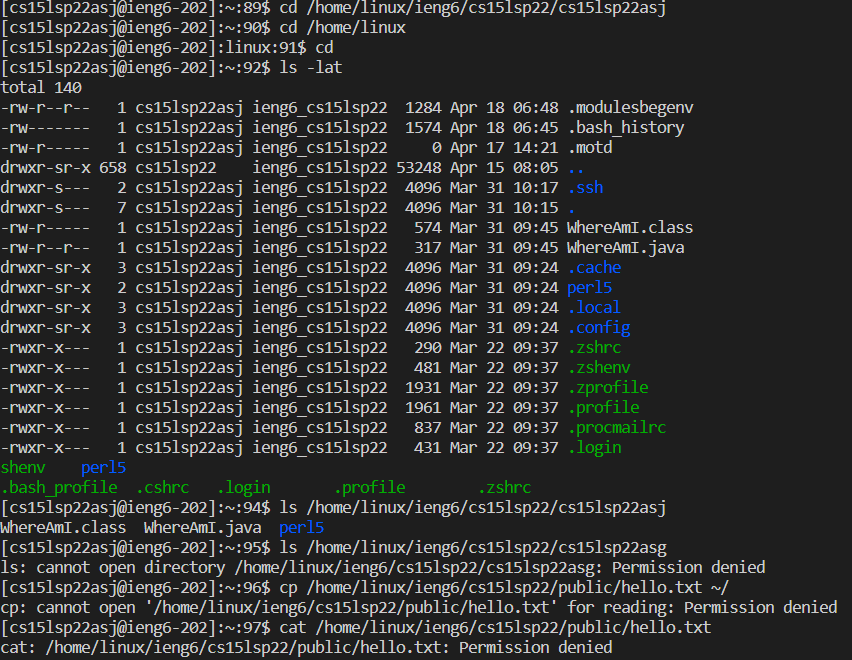 [cs15lsp22asj@ieng6-202]:~:89$ cd /home/linux/ieng6/cs15lsp22/cs15lsp22asj
[cs15lsp22asj@ieng6-202]:~:90$ cd /home/linux
[cs15lsp22asj@ieng6-202]:linux:91$ cd
[cs15lsp22asj@ieng6-202]:~:92$ ls -lat
total 140
-rw-r--r--   1 cs15lsp22asj ieng6_cs15lsp22  1284 Apr 18 06:48 .modulesbegenv
-rw-------   1 cs15lsp22asj ieng6_cs15lsp22  1574 Apr 18 06:45 .bash_history
-rw-r-----   1 cs15lsp22asj ieng6_cs15lsp22     0 Apr 17 14:21 .motd
drwxr-sr-x 658 cs15lsp22    ieng6_cs15lsp22 53248 Apr 15 08:05 ..
drwxr-s---   2 cs15lsp22asj ieng6_cs15lsp22  4096 Mar 31 10:17 .ssh
drwxr-s---   7 cs15lsp22asj ieng6_cs15lsp22  4096 Mar 31 10:15 .
-rw-r-----   1 cs15lsp22asj ieng6_cs15lsp22   574 Mar 31 09:45 WhereAmI.class
-rw-r--r--   1 cs15lsp22asj ieng6_cs15lsp22   317 Mar 31 09:45 WhereAmI.java
drwxr-sr-x   3 cs15lsp22asj ieng6_cs15lsp22  4096 Mar 31 09:24 .cache
drwxr-sr-x   2 cs15lsp22asj ieng6_cs15lsp22  4096 Mar 31 09:24 perl5
drwxr-sr-x   3 cs15lsp22asj ieng6_cs15lsp22  4096 Mar 31 09:24 .local
drwxr-sr-x   3 cs15lsp22asj ieng6_cs15lsp22  4096 Mar 31 09:24 .config
-rwxr-x---   1 cs15lsp22asj ieng6_cs15lsp22   290 Mar 22 09:37 .zshrc
-rwxr-x---   1 cs15lsp22asj ieng6_cs15lsp22   481 Mar 22 09:37 .zshenv
-rwxr-x---   1 cs15lsp22asj ieng6_cs15lsp22  1931 Mar 22 09:37 .zprofile
-rwxr-x---   1 cs15lsp22asj ieng6_cs15lsp22  1961 Mar 22 09:37 .profile
-rwxr-x---   1 cs15lsp22asj ieng6_cs15lsp22   837 Mar 22 09:37 .procmailrc
-rwxr-x---   1 cs15lsp22asj ieng6_cs15lsp22   431 Mar 22 09:37 .login
shenv    perl5
.bash_profile  .cshrc   .login       .profile        .zshrc
[cs15lsp22asj@ieng6-202]:~:94$ ls /home/linux/ieng6/cs15lsp22/cs15lsp22asj
WhereAmI.class  WhereAmI.java  perl5
[cs15lsp22asj@ieng6-202]:~:95$ ls /home/linux/ieng6/cs15lsp22/cs15lsp22asg
ls: cannot open directory /home/linux/ieng6/cs15lsp22/cs15lsp22asg: Permission denied
[cs15lsp22asj@ieng6-202]:~:96$ cp /home/linux/ieng6/cs15lsp22/public/hello.txt ~/
cp: cannot open '/home/linux/ieng6/cs15lsp22/public/hello.txt' for reading: Permission denied
[cs15lsp22asj@ieng6-202]:~:97$ cat /home/linux/ieng6/cs15lsp22/public/hello.txt
cat: /home/linux/ieng6/cs15lsp22/public/hello.txt: Permission denied